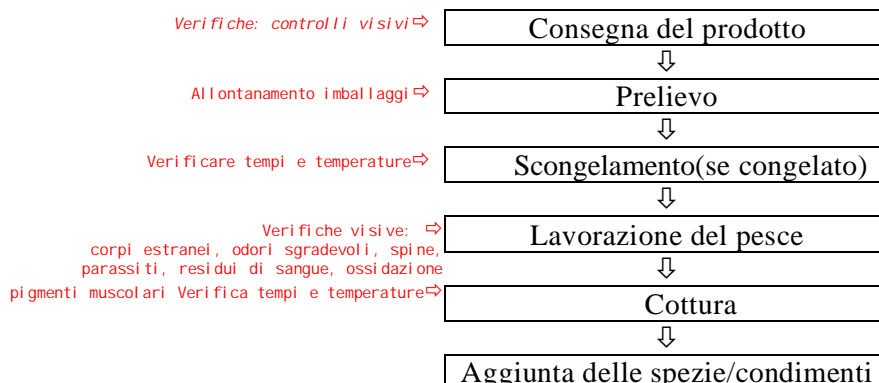 Verifiche: controlli visivi⇨ Consegna del prodotto
⇩
Allontanamento imballaggi⇨ Prelievo
⇩
Verificare tempi e temperature⇨ Scongelamento(se congelato)
⇩
Verifiche visive: ⇨ Lavorazione del pesce
corpi estranei, odori sgradevoli, spine,
parassiti, residui di sangue, ossidazione
⇩
pigmenti muscolari Verifica tempi e temperature⇨ Cottura
⇩
Aggiunta delle spezie/condimenti